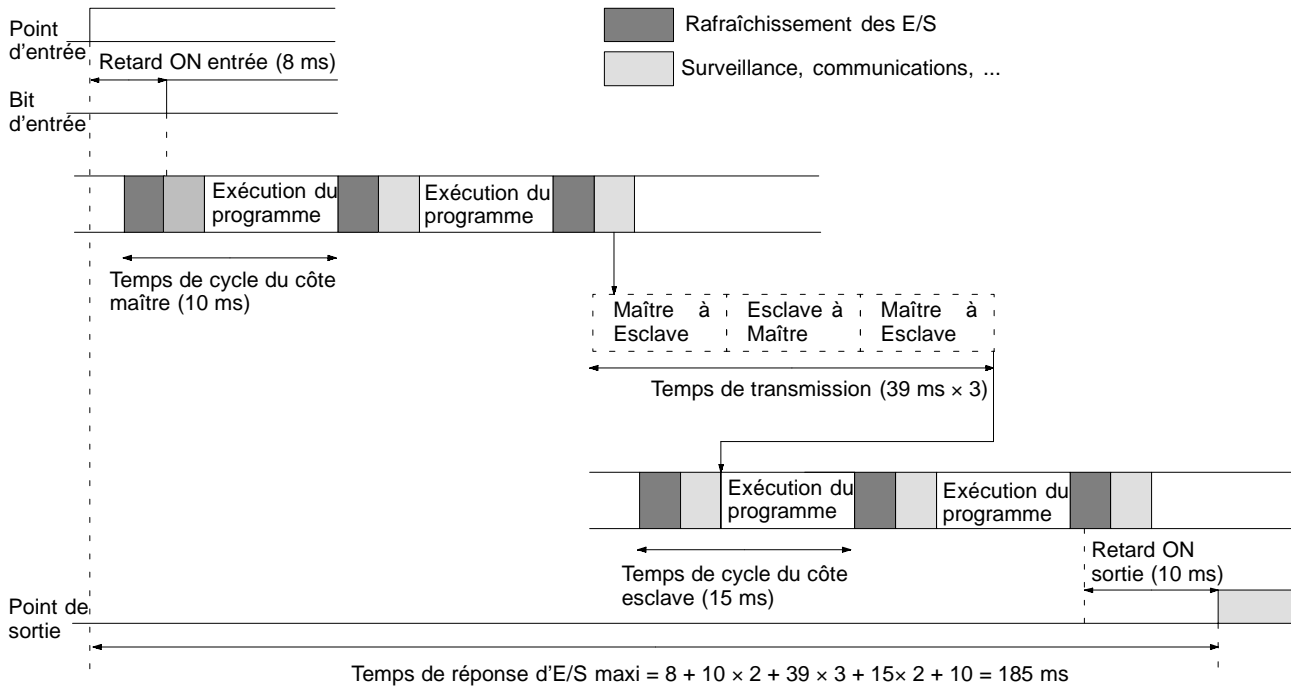 Point
d'entrée
Rafraîchissement des E/S
Retard ON entrée (8 ms)
Surveillance, communications, ...
Bit
d'entrée
Exécution du
programme
Exécution du
programme
Temps de cycle du côte
maître (10 ms)
Maître à
Esclave
Esclave à
Maître
Maître à
Esclave
Temps de transmission (39 ms × 3)
Exécution du
programme
Exécution du
programme
Temps de cycle du côte
esclave (15 ms)
Retard ON
sortie (10 ms)
Point de
sortie
Temps de réponse d'E/S maxi = 8 + 10 × 2 + 39 × 3 + 15× 2 + 10 = 185 ms